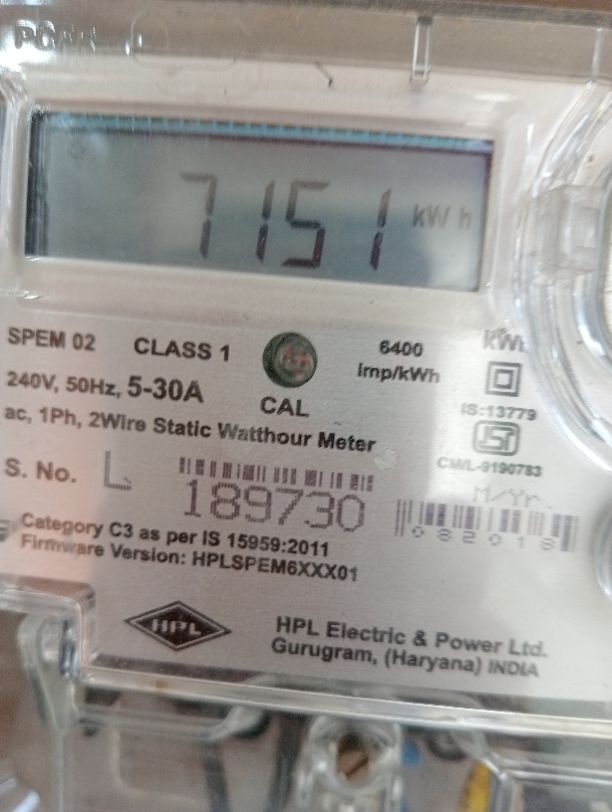 7151 kWh
SPEM 02 CLASS 1 6400 imp/kWh
240V, 50Hz, 5-30A
CAL
IS:13779
ac, 1Ph, 2Wire Static Watthour Meter
CM/L-9190783
S. No. L 189730
M/Yr.
082018
Category C3 as per IS 15959:2011
Firmware Version: HPLSPEM6XXX01
HPL
HPL Electric & Power Ltd.
Gurugram, (Haryana) INDIA